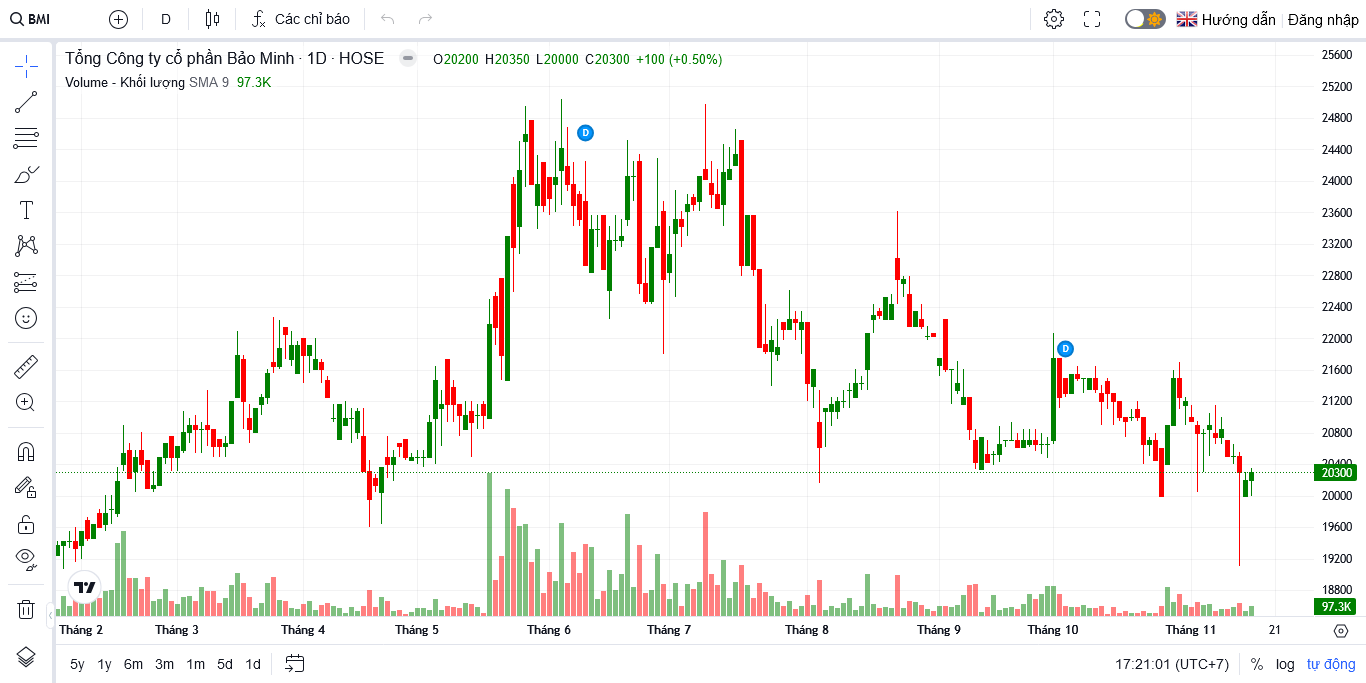 BMI D Các chỉ báo Hướng dẫn Đăng nhập
Tổng Công ty cổ phần Bảo Minh · 1D · HOSE O20200 H20350 L20000 C20300 +100 (+0.50%)
Volume - Khối lượng SMA 9 97.3K
25600
25200
24800
D
24400
24000
23600
23200
22800
22400
22000
D
21600
21200
20800
20400
20300
20000
19600
19200
18800
97.3K
Tháng 2 Tháng 3 Tháng 4 Tháng 5 Tháng 6 Tháng 7 Tháng 8 Tháng 9 Tháng 10 Tháng 11 21
5y 1y 6m 3m 1m 5d 1d 17:21:01 (UTC+7) % log tự động